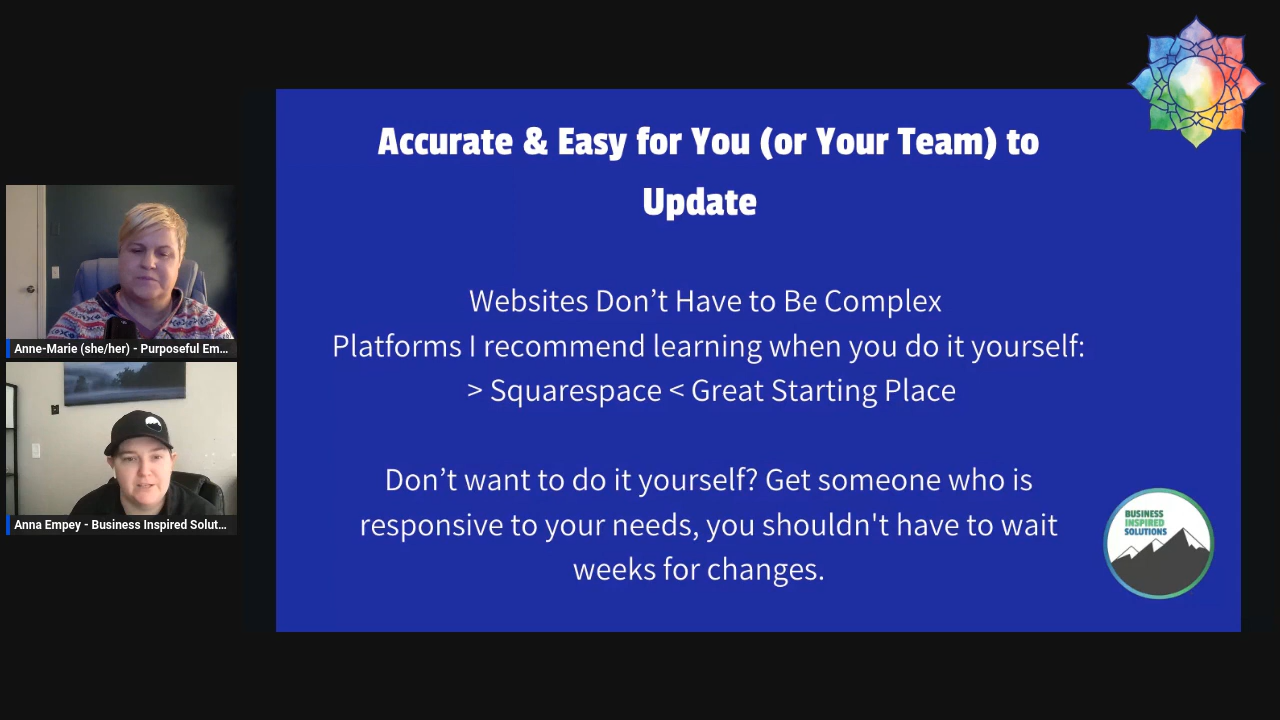 Accurate & Easy for You (or Your Team) to
Update
Websites Don’t Have to Be Complex
Platforms I recommend learning when you do it yourself:
> Squarespace < Great Starting Place
Don’t want to do it yourself? Get someone who is
responsive to your needs, you shouldn't have to wait
weeks for changes.
BUSINESS
INSPIRED
SOLUTIONS
Anne-Marie (she/her) - Purposeful Em...
Anna Empey - Business Inspired Solut...